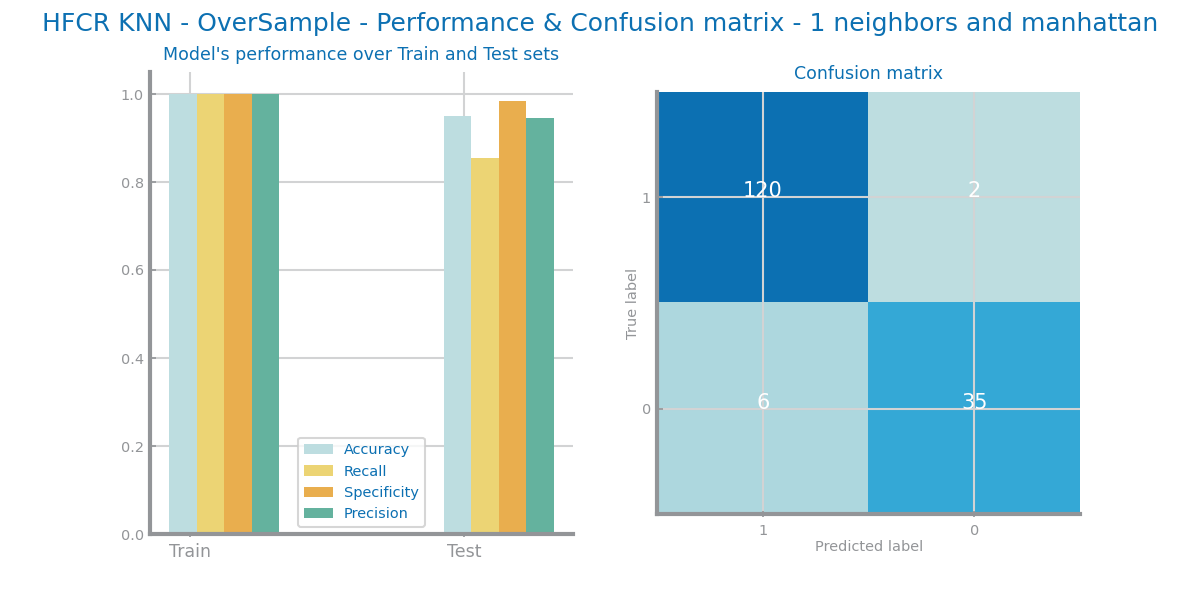 HFCR KNN - OverSample - Performance & Confusion matrix - 1 neighbors and manhattan
Model's performance over Train and Test sets
1.0
0.8
0.6
0.4
0.2
0.0
Train
Test
Accuracy
Recall
Specificity
Precision
Confusion matrix
True label
1
0
120
2
6
35
1
0
Predicted label